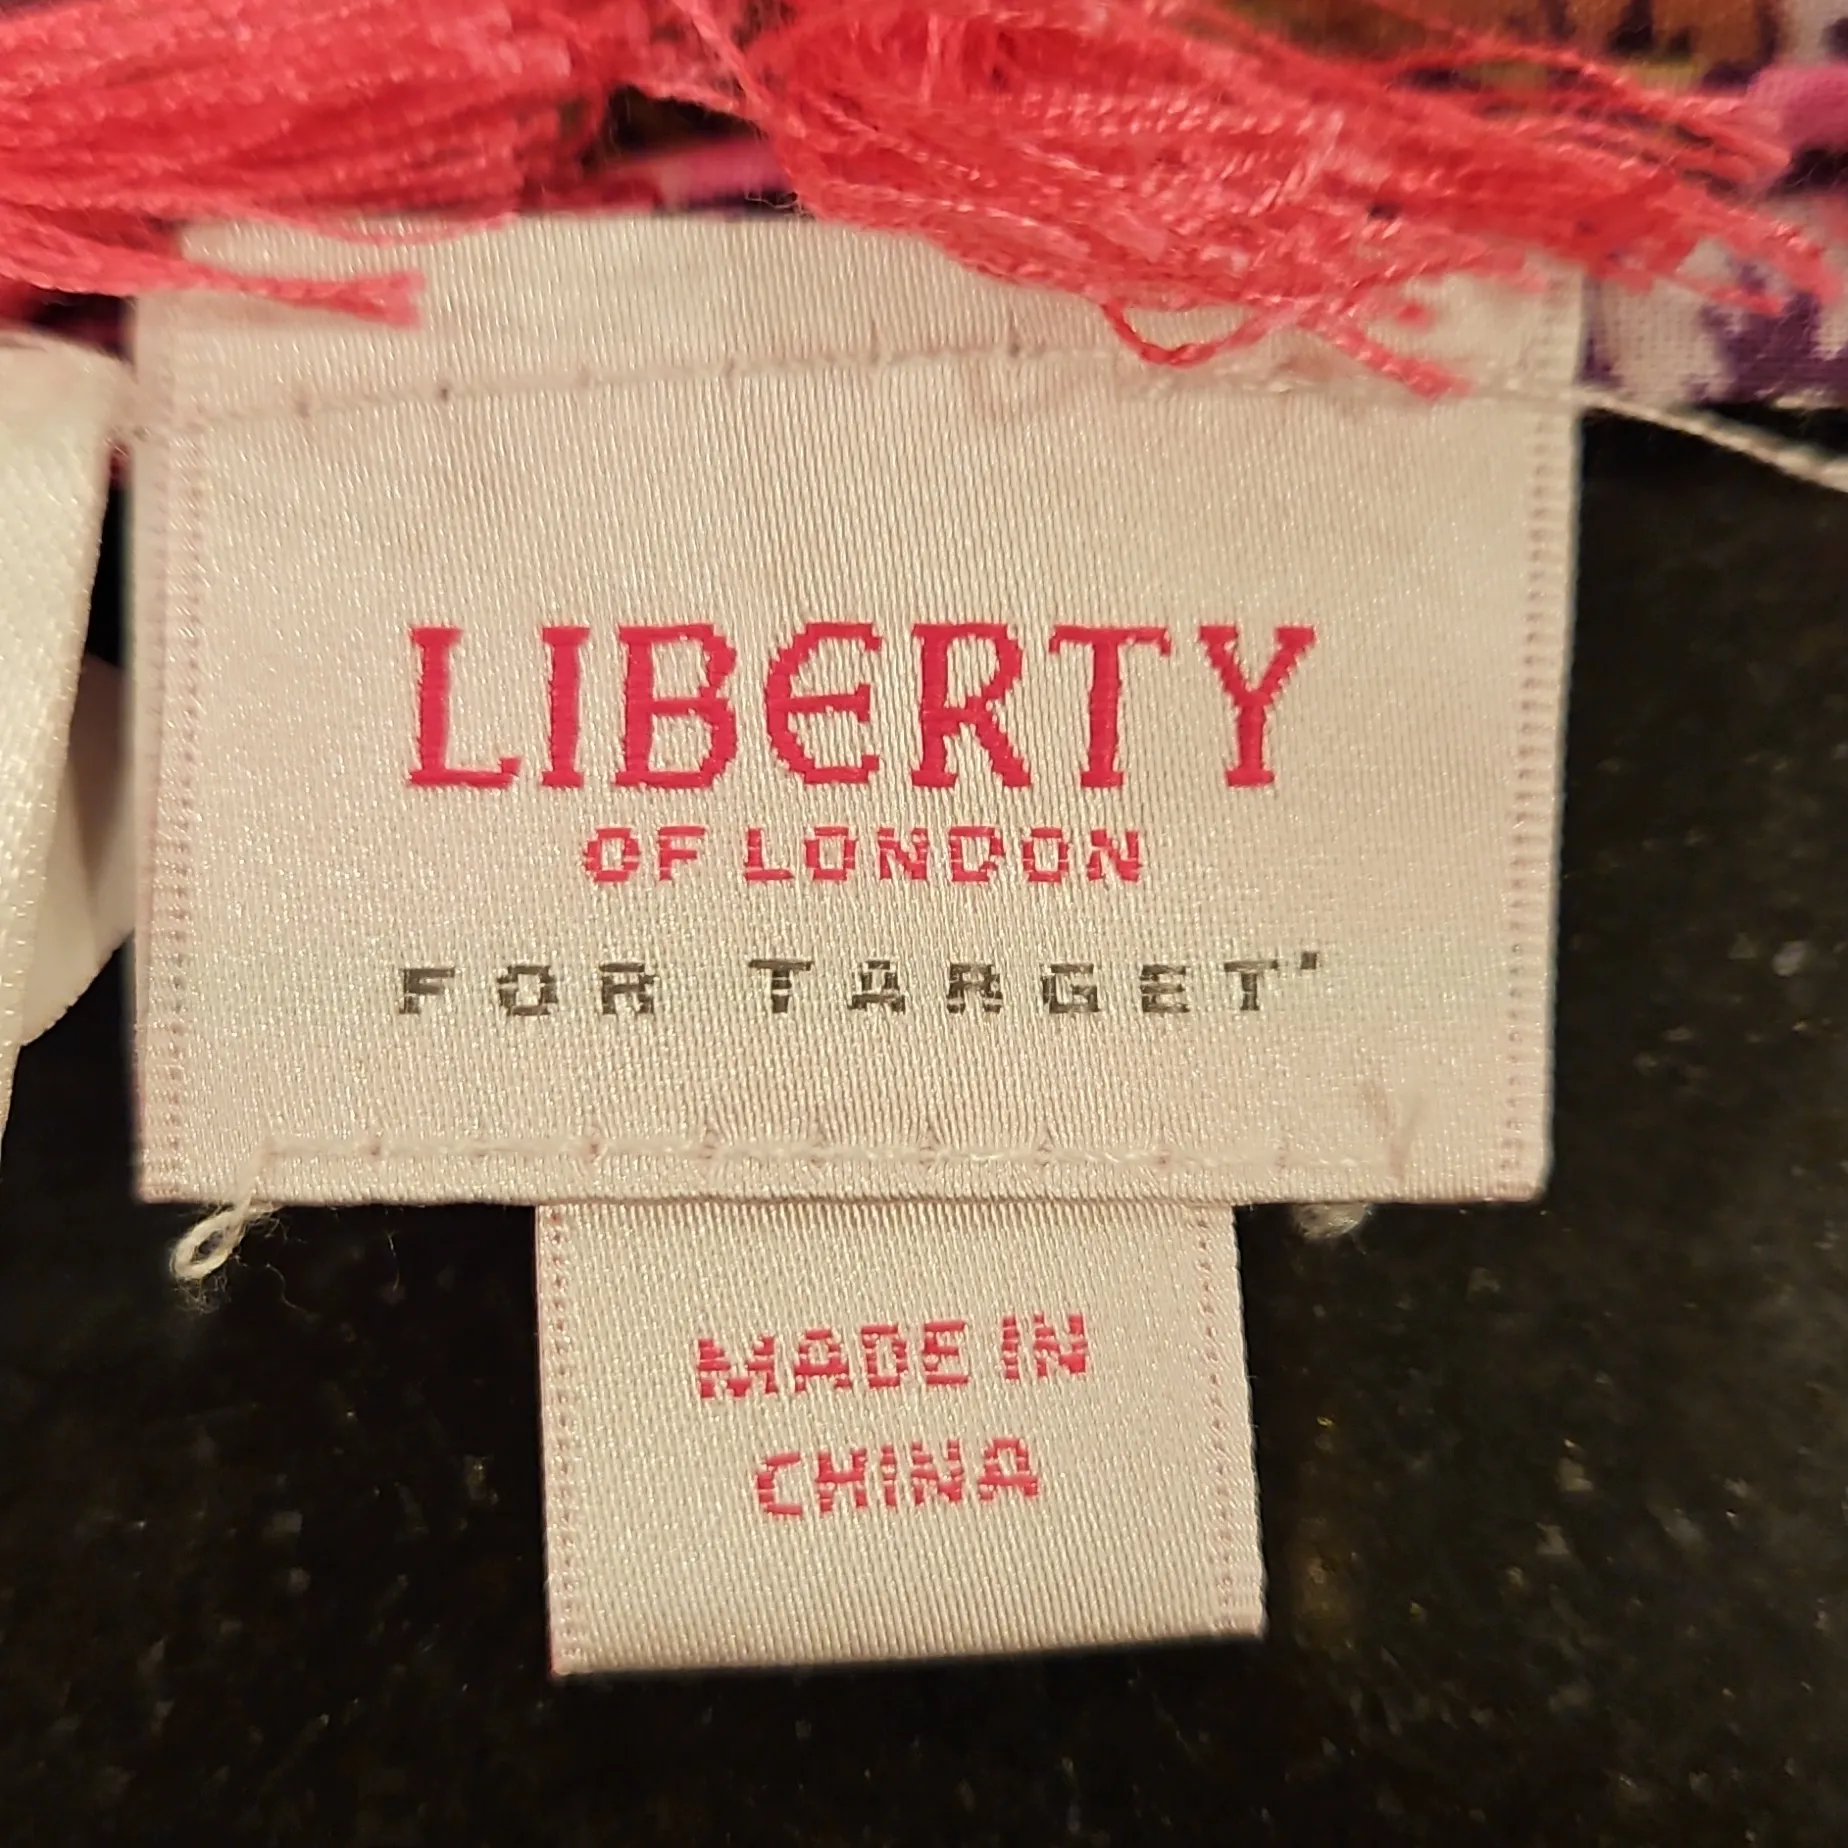 LIBERTY
OF LONDON
FOR TARGET
MADE IN
CHINA